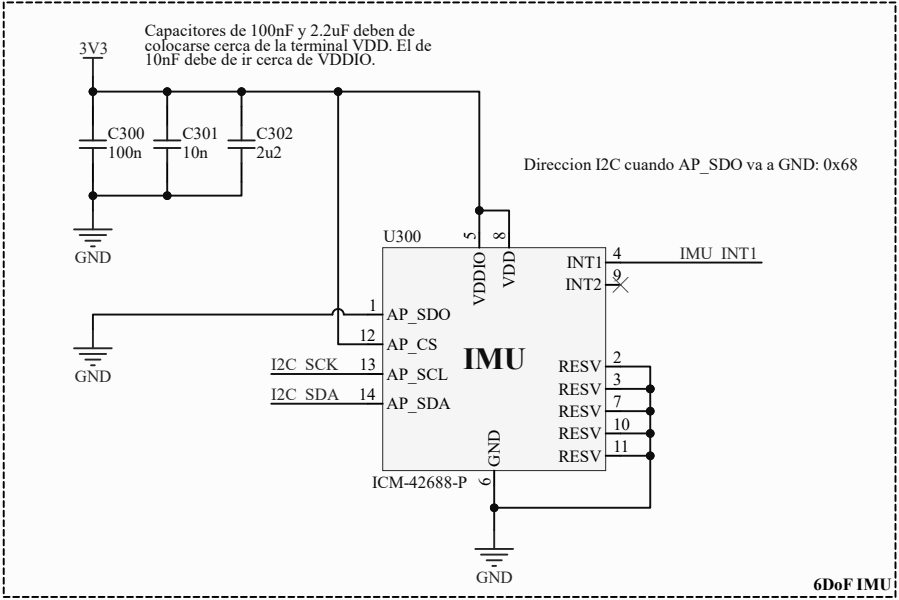 Capacitores de 100nF y 2.2uF deben de
colocarse cerca de la terminal VDD. El de
10nF debe de ir cerca de VDDIO.
3V3
C300
100n
C301
10n
C302
2u2
GND
Direccion I2C cuando AP_SDO va a GND: 0x68
U300
5
8
VDDIO
VDD
INT1
4
IMU_INT1
INT2
9
1
AP_SDO
12
AP_CS
GND
I2C_SCK
13
AP_SCL
I2C_SDA
14
AP_SDA
IMU
RESV
2
RESV
3
RESV
7
RESV
10
RESV
11
GND
ICM-42688-P
6
GND
6DoF IMU